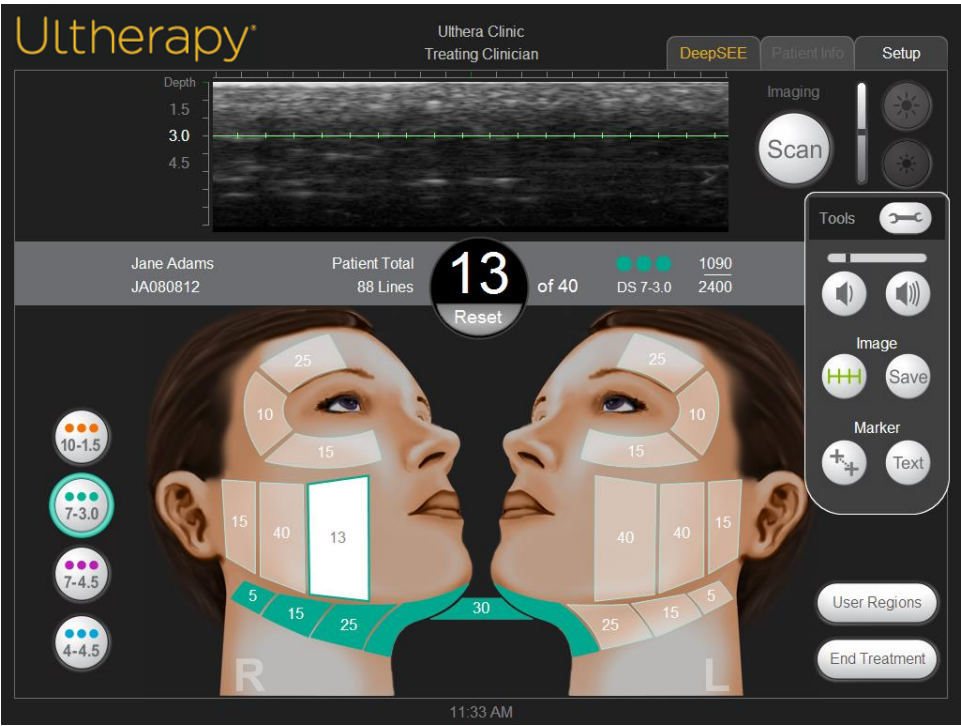 Ultherapy
Ulthera Clinic
Treating Clinician
DeepSEE
Patient Info
Setup
Depth
1.5
3.0
4.5
Imaging
Scan
Tools
Jane Adams
JA080812
Patient Total
88 Lines
13
of 40
Reset
DS 7-3.0
1090
2400
Image
Save
Marker
Text
10-1.5
7-3.0
7-4.5
4-4.5
25
10
15
15
40
13
5
15
25
30
25
10
15
40
40
15
5
15
25
R
L
User Regions
End Treatment
11:33 AM